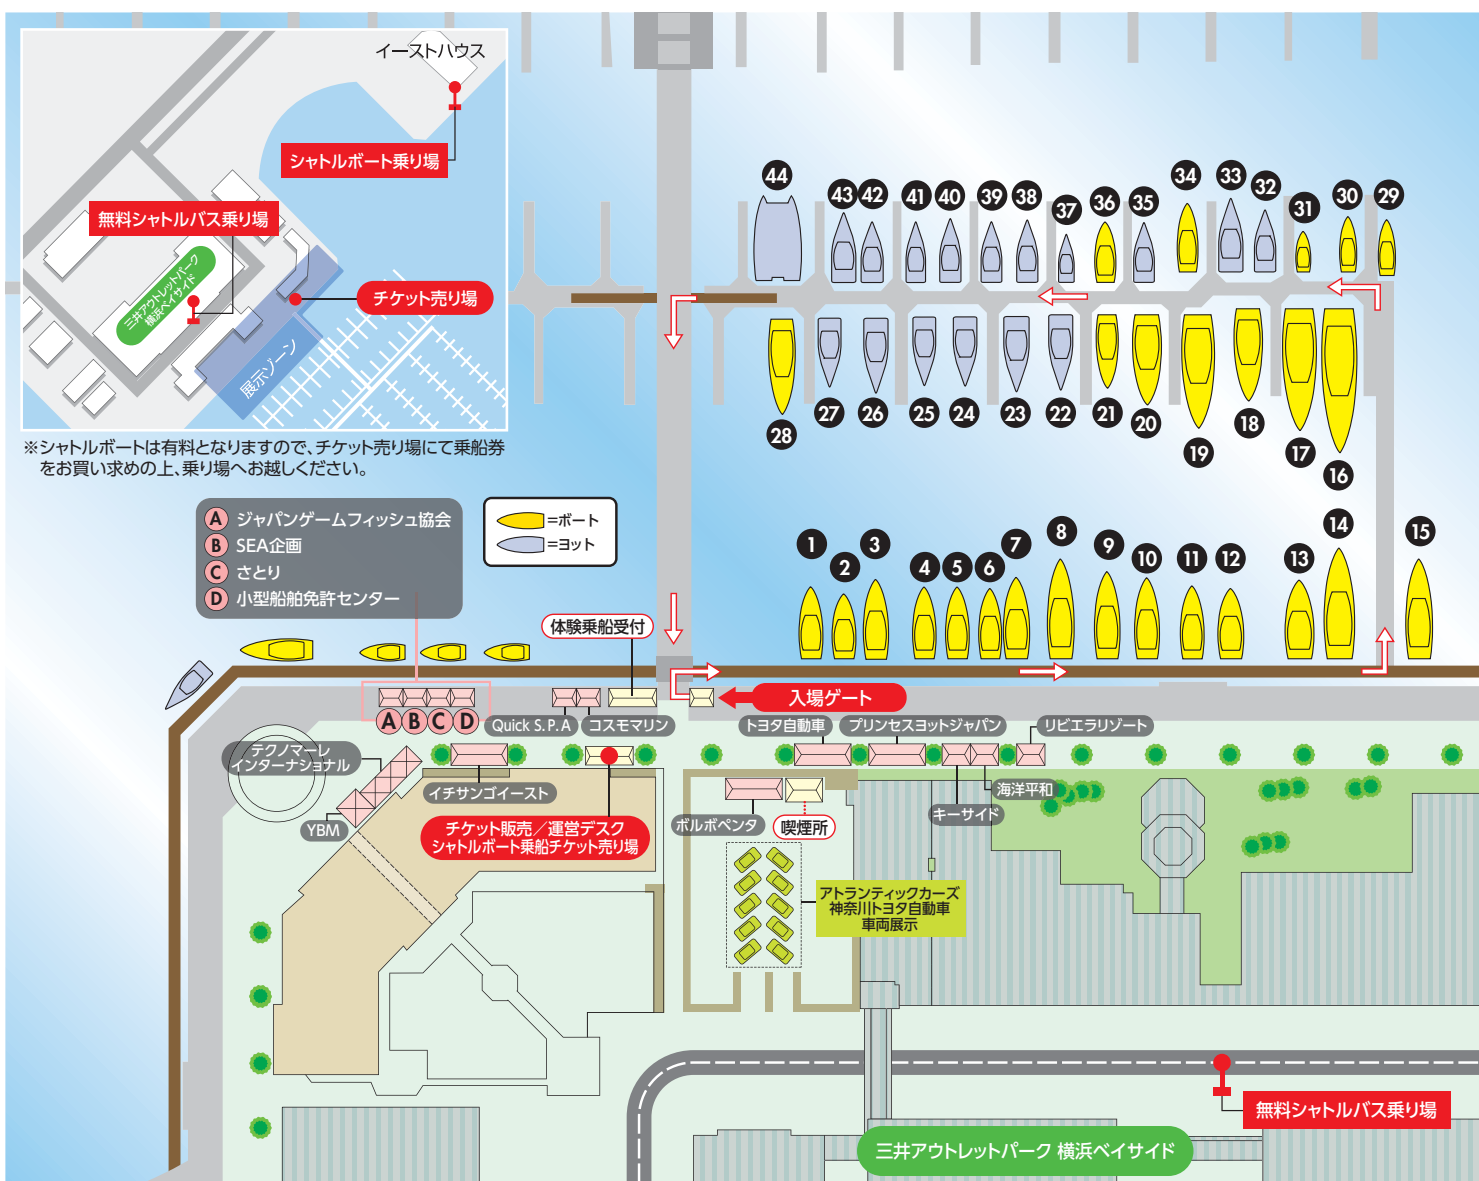 イーストハウス
シャトルボート乗り場
無料シャトルバス乗り場
三井アウトレットパーク
横浜ベイサイド
チケット売り場
展示ゾーン
※シャトルボートは有料となりますので、チケット売り場にて乗船券
をお買い求めの上、乗り場へお越しください。
A ジャパンゲームフィッシュ協会
B SEA企画
C さとり
D 小型船舶免許センター
=ボート
=ヨット
44 43 42 41 40 39 38 37 36 35 34 33 32 31 30 29
28 27 26 25 24 23 22 21 20 19 18 17 16
1 2 3 4 5 6 7 8 9 10 11 12 13 14 15
体験乗船受付
入場ゲート
A B C D
Quick S.P.A
コスモマリン
トヨタ自動車
プリンセスヨットジャパン
リビエラリゾート
テクノマーレ
インターナショナル
YBM
イチサンゴイースト
チケット販売／運営デスク
シャトルボート乗船チケット売り場
ボルボペンタ
喫煙所
キーサイド
海洋平和
アトランティックカーズ
神奈川トヨタ自動車
車両展示
無料シャトルバス乗り場
三井アウトレットパーク 横浜ベイサイド